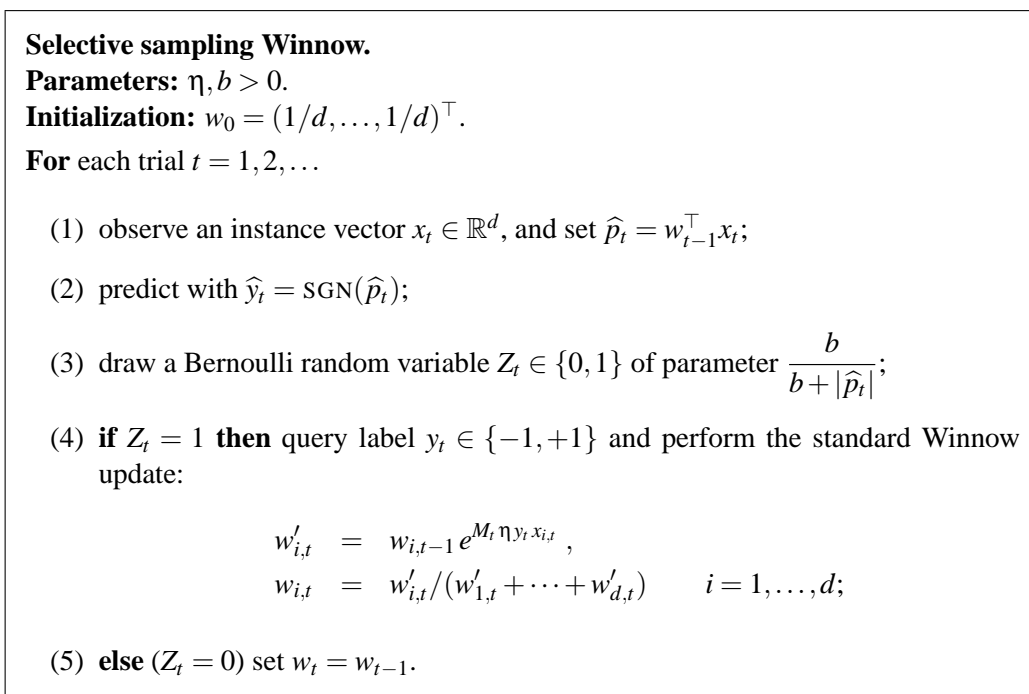 Selective sampling Winnow.
Parameters: η, b > 0.
Initialization: w₀ = (1/d, …, 1/d)^⊤.
For each trial t = 1, 2, …
(1) observe an instance vector x_t ∈ ℝ^d, and set p̂_t = w_{t−1}^⊤ x_t;
(2) predict with ŷ_t = SGN(p̂_t);
(3) draw a Bernoulli random variable Z_t ∈ {0, 1} of parameter b / (b + |p̂_t|);
(4) if Z_t = 1 then query label y_t ∈ {−1, +1} and perform the standard Winnow
update:
w′_{i,t} = w_{i,t−1} e^{M_t η y_t x_{i,t}} ,
w_{i,t} = w′_{i,t}/(w′_{1,t} + ⋯ + w′_{d,t}) i = 1, …, d;
(5) else (Z_t = 0) set w_t = w_{t−1}.